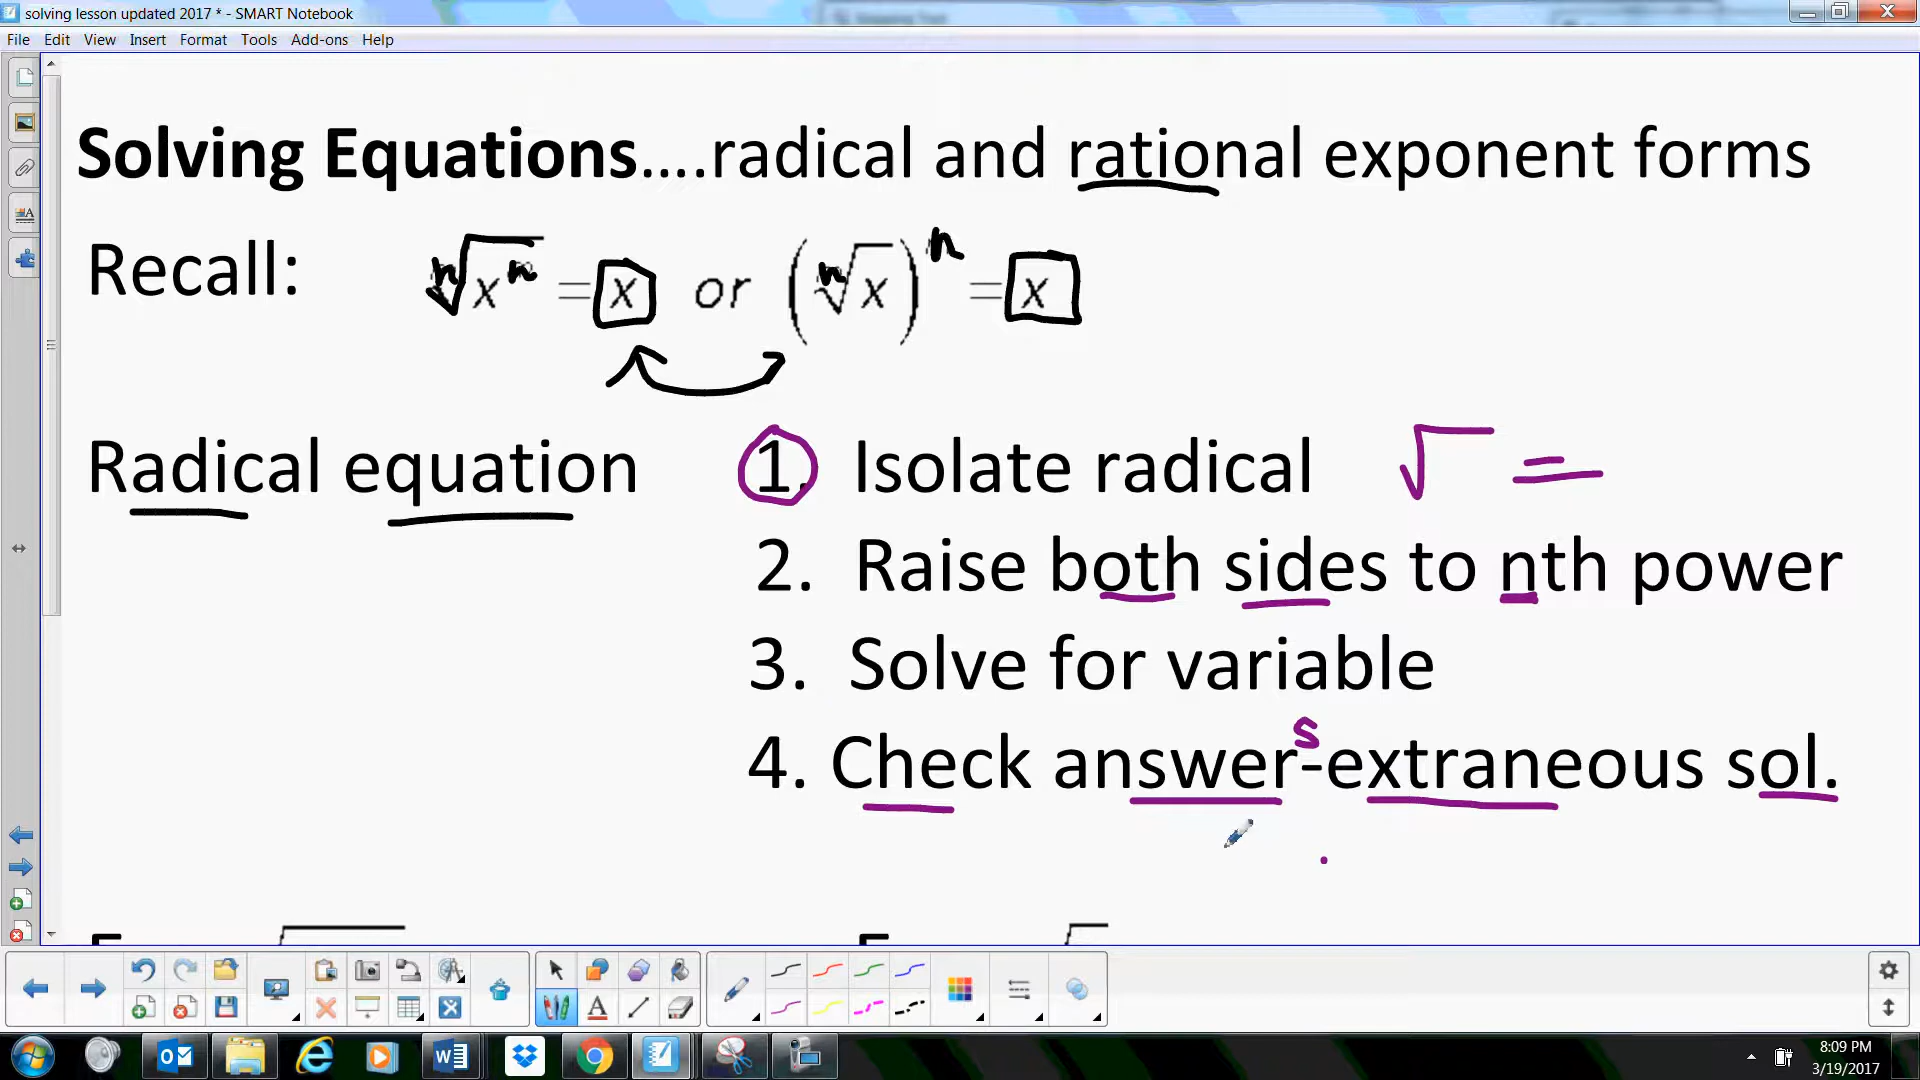 solving lesson updated 2017 * - SMART Notebook
File Edit View Insert Format Tools Add-ons Help
Solving Equations....radical and rational exponent forms
Recall: ⁿ√xⁿ = x or (ⁿ√x)ⁿ = x
Radical equation 1. Isolate radical √ =
2. Raise both sides to nth power
3. Solve for variable
4. Check answers-extraneous sol.
8:09 PM
3/19/2017